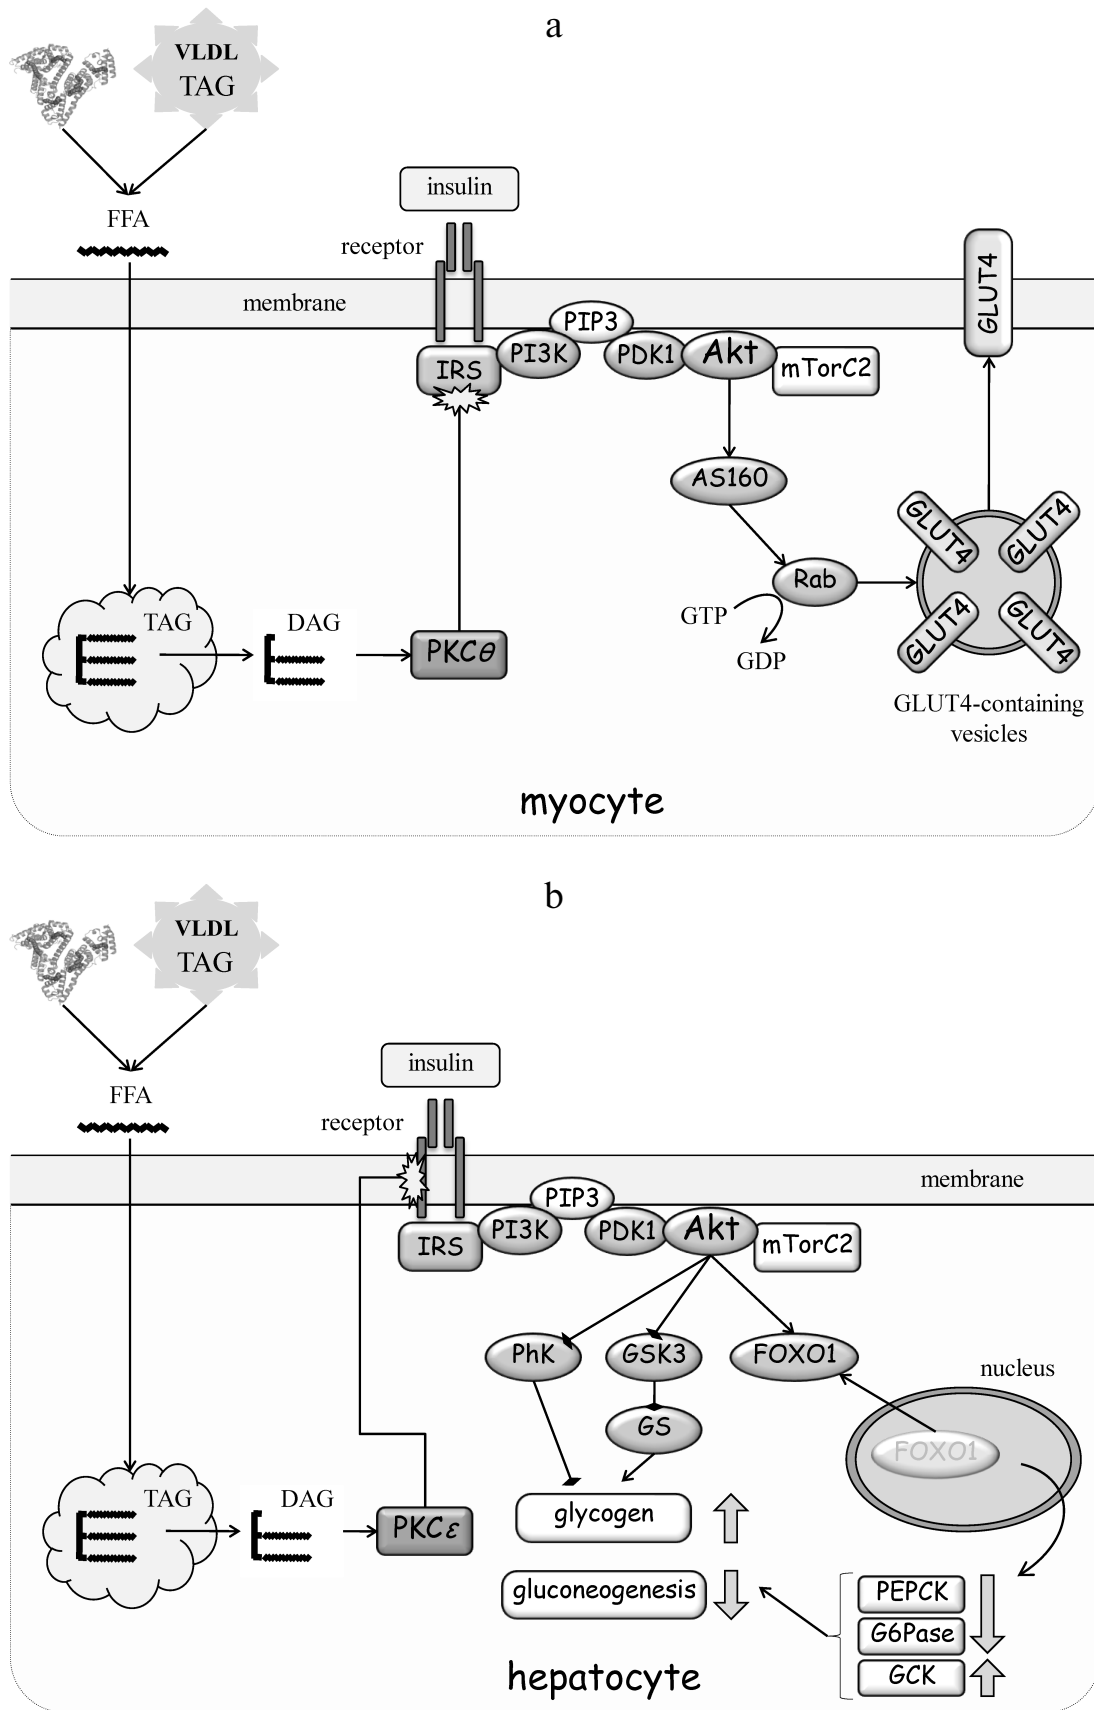 a
VLDL
TAG
FFA
insulin
receptor
membrane
GLUT4
PIP3
PI3K
PDK1
Akt
IRS
mTorC2
AS160
Rab
GTP
GDP
GLUT4
GLUT4
GLUT4
GLUT4
TAG
DAG
PKCθ
GLUT4-containing
vesicles
myocyte
b
VLDL
TAG
FFA
insulin
receptor
membrane
PIP3
PI3K
PDK1
Akt
IRS
mTorC2
PhK
GSK3
FOXO1
nucleus
GS
FOXO1
TAG
DAG
PKCε
glycogen
gluconeogenesis
PEPCK
G6Pase
GCK
hepatocyte